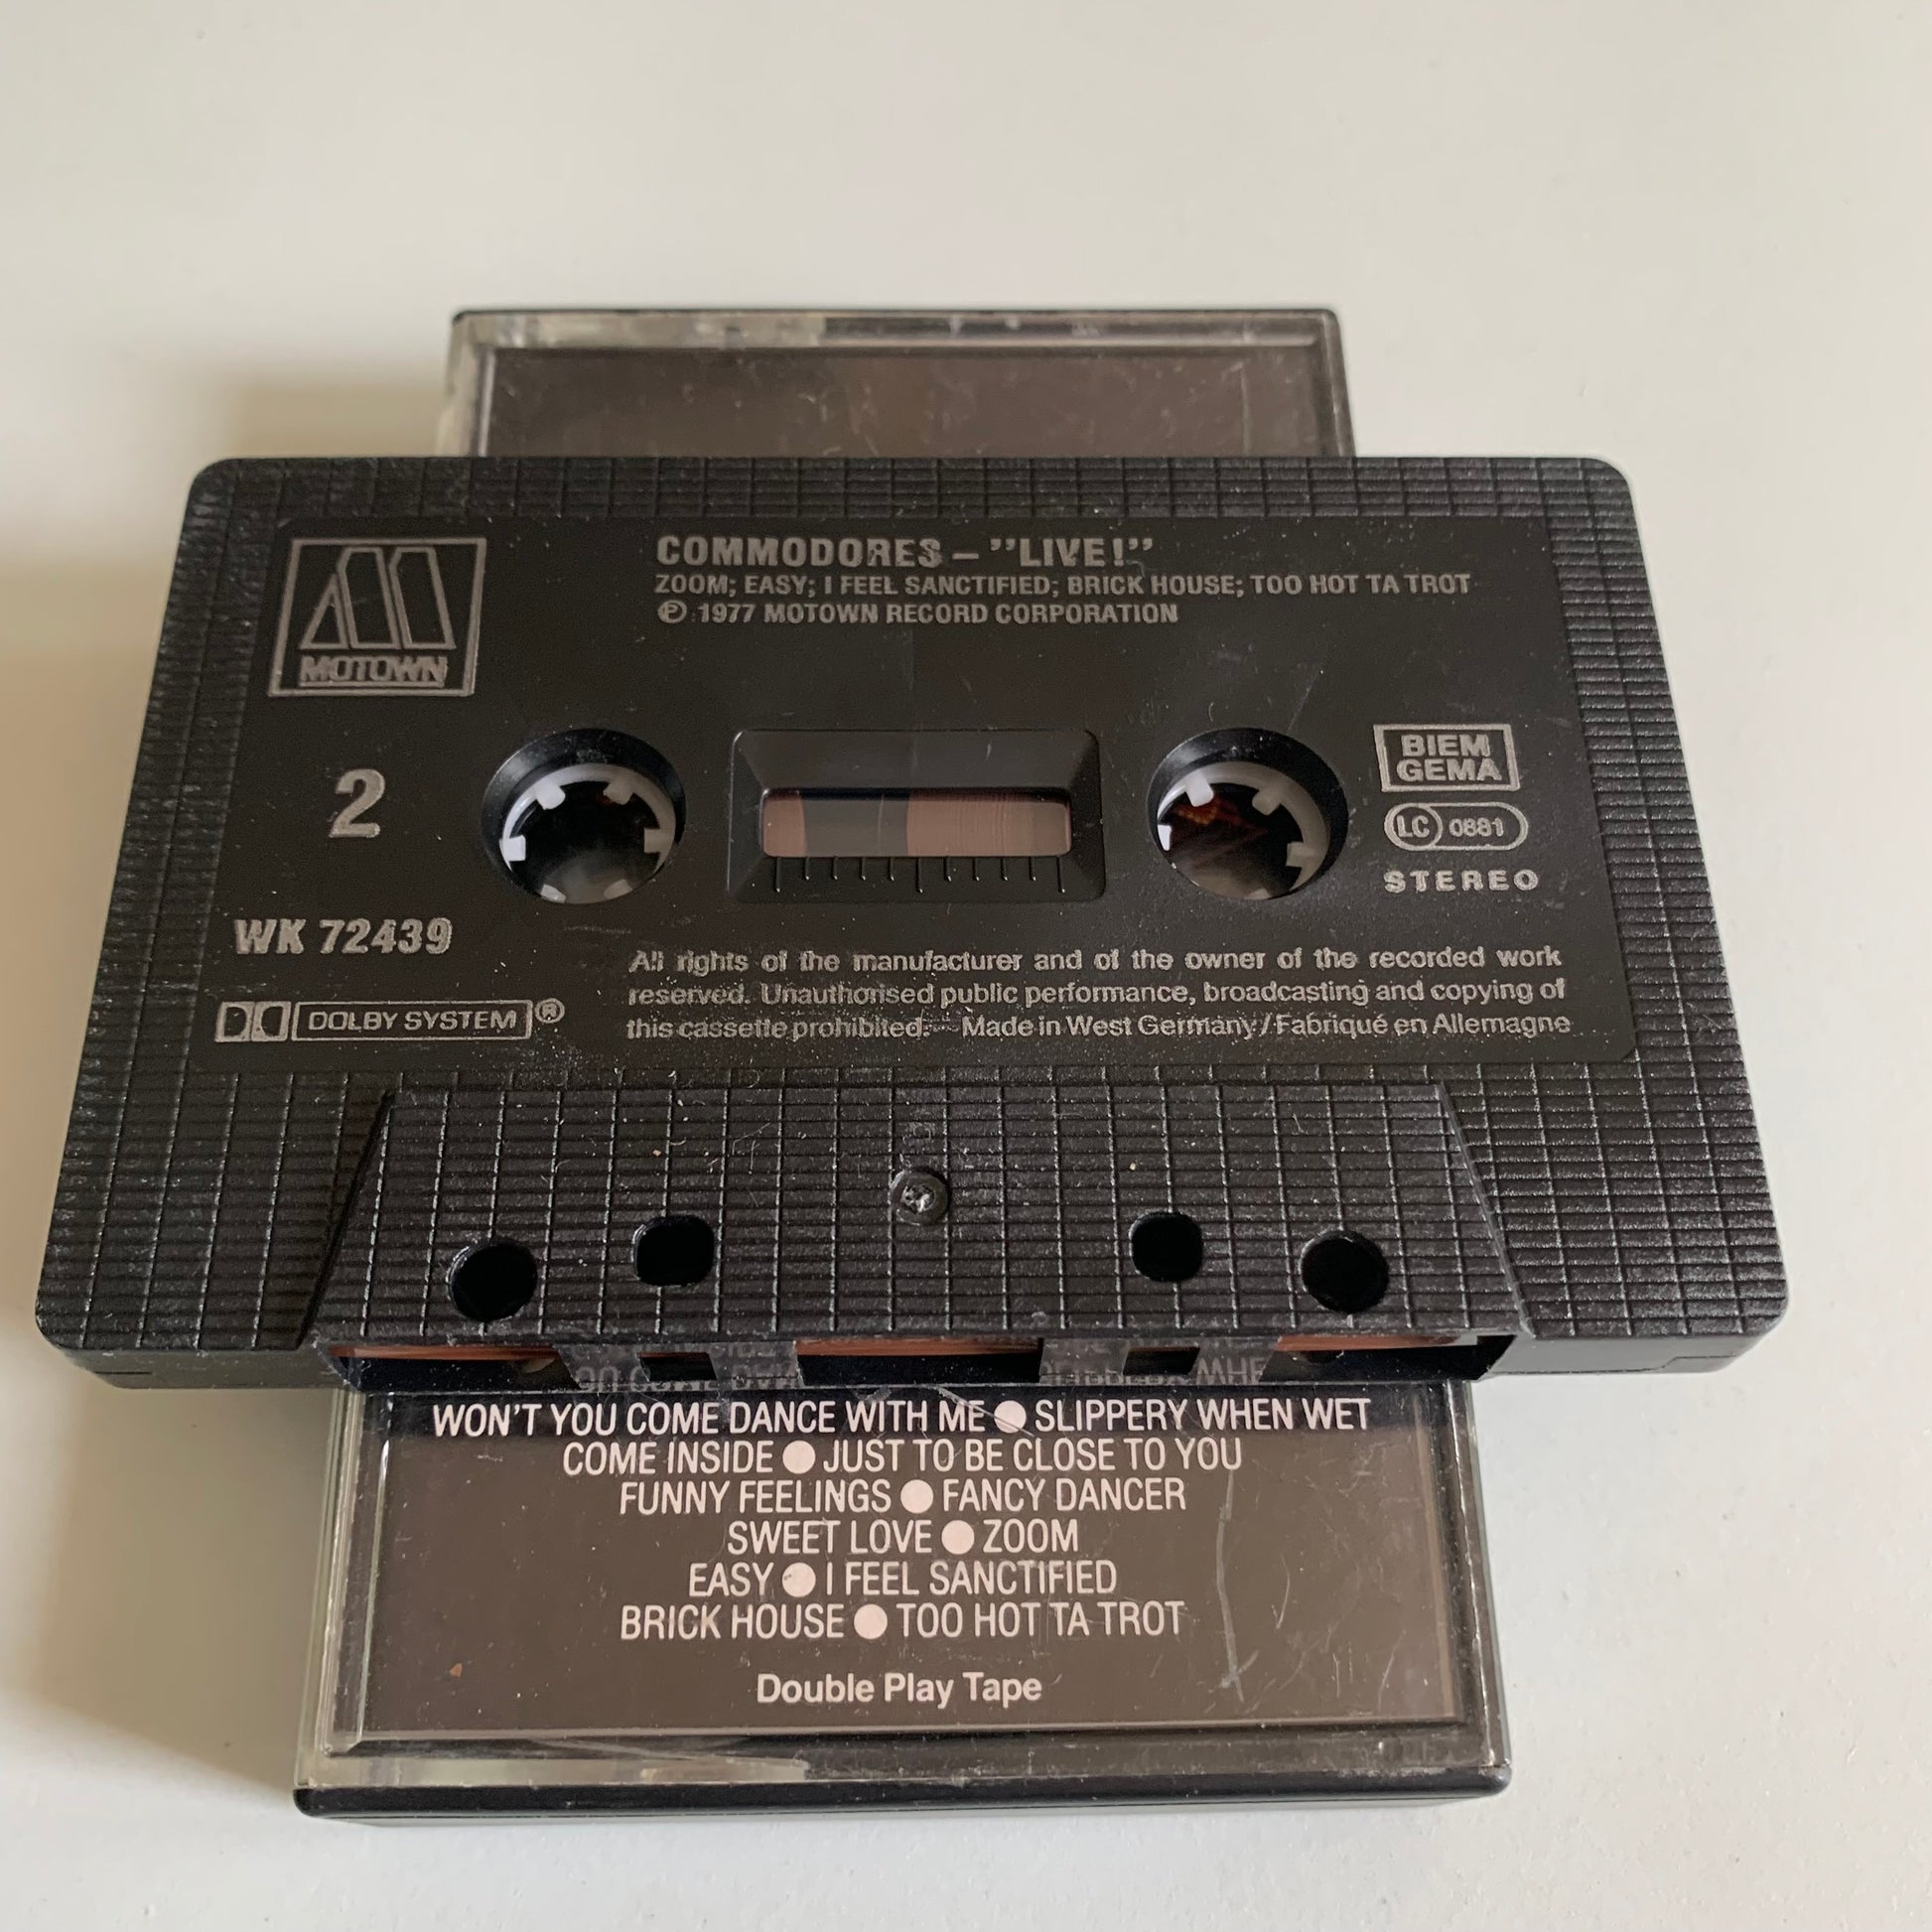 COMMODORES – "LIVE!"
ZOOM; EASY; I FEEL SANCTIFIED; BRICK HOUSE; TOO HOT TA TROT
℗ 1977 MOTOWN RECORD CORPORATION
MOTOWN
2
BIEM
GEMA
LC 0881
STEREO
WK 72439
DOLBY SYSTEM®
All rights of the manufacturer and of the owner of the recorded work
reserved. Unauthorised public performance, broadcasting and copying of
this cassette prohibited. Made in West Germany/Fabriqué en Allemagne
WON'T YOU COME DANCE WITH ME ● SLIPPERY WHEN WET
COME INSIDE ● JUST TO BE CLOSE TO YOU
FUNNY FEELINGS ● FANCY DANCER
SWEET LOVE ● ZOOM
EASY ● I FEEL SANCTIFIED
BRICK HOUSE ● TOO HOT TA TROT
Double Play Tape